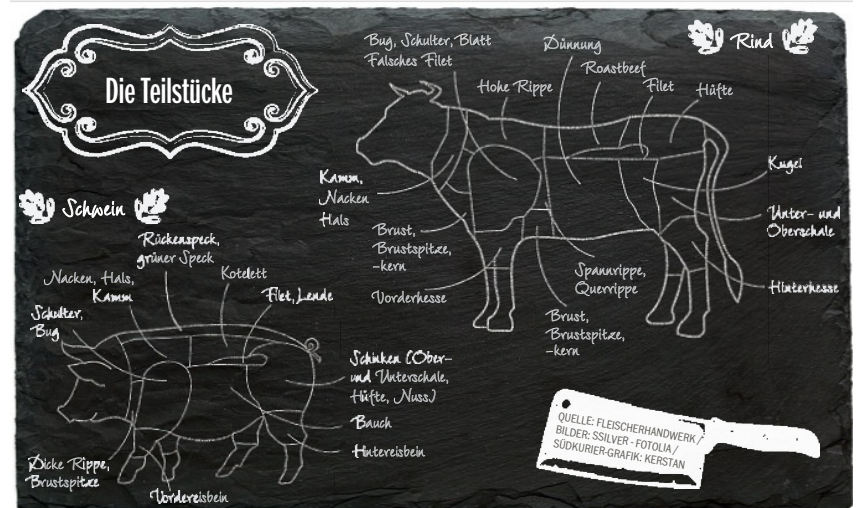 Die Teilstücke
Rind
Bug, Schulter, Blatt
Falsches Filet
Dünnung
Roastbeef
Hohe Rippe
Filet
Hüfte
Kamm,
Nacken
Hals
Kugel
Unter- und
Oberschale
Brust,
Brustspitze,
-kern
Spannrippe,
Querrippe
Vorderhesse
Hinterhesse
Brust,
Brustspitze,
-kern
Schwein
Rückenspeck,
grüner Speck
Nacken, Hals,
Kamm
Kotelett
Filet, Lende
Schulter,
Bug
Schinken (Ober-
und Unterschale,
Hüfte, Nuss)
Bauch
Hintereisbein
Dicke Rippe,
Brustspitze
Vordereisbein
QUELLE: FLEISCHERHANDWERK/
BILDER: SSILVER - FOTOLIA/
SÜDKURIER-GRAFIK: KERSTAN